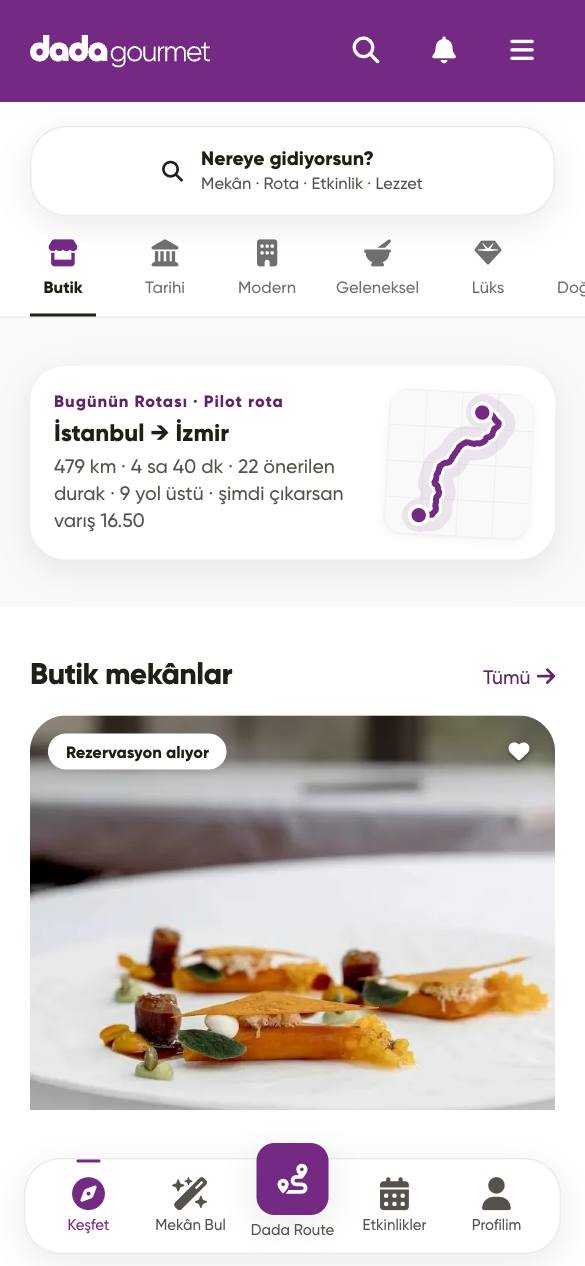 dadagourmet
Nereye gidiyorsun?
Mekân · Rota · Etkinlik · Lezzet
Butik
Tarihi
Modern
Geleneksel
Lüks
Doğ
Bugünün Rotası · Pilot rota
İstanbul → İzmir
479 km · 4 sa 40 dk · 22 önerilen
durak · 9 yol üstü · şimdi çıkarsan
varış 16.50
Butik mekânlar
Tümü →
Rezervasyon alıyor
Keşfet
Mekân Bul
Dada Route
Etkinlikler
Profilim